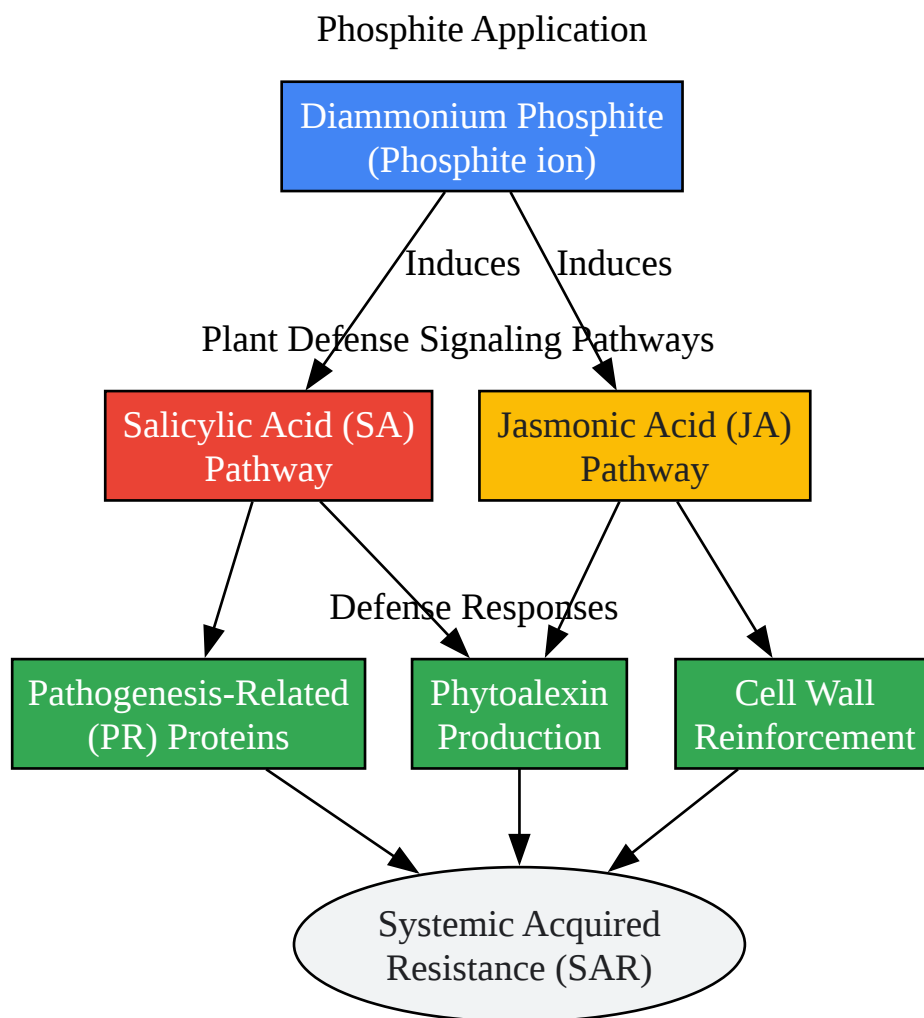 Phosphite Application
Diammonium Phosphite
(Phosphite ion)
Induces
Induces
Plant Defense Signaling Pathways
Salicylic Acid (SA)
Pathway
Jasmonic Acid (JA)
Pathway
Defense Responses
Pathogenesis-Related
(PR) Proteins
Phytoalexin
Production
Cell Wall
Reinforcement
Systemic Acquired
Resistance (SAR)